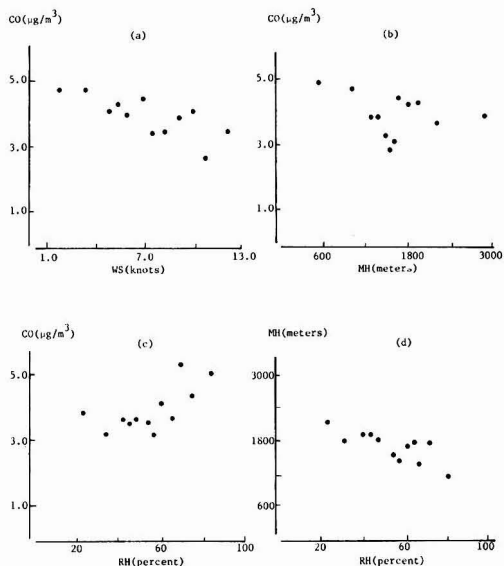 CO(μg/m³)
(a)
5.0
3.0
1.0
1.0 7.0 13.0
WS(knots)
CO(μg/m³)
(b)
5.0
3.0
1.0
600 1800 3000
MH(meters)
CO(μg/m³)
(c)
5.0
3.0
1.0
20 60 100
RH(percent)
MH(meters)
(d)
3000
1800
600
20 60 100
RH(percent)